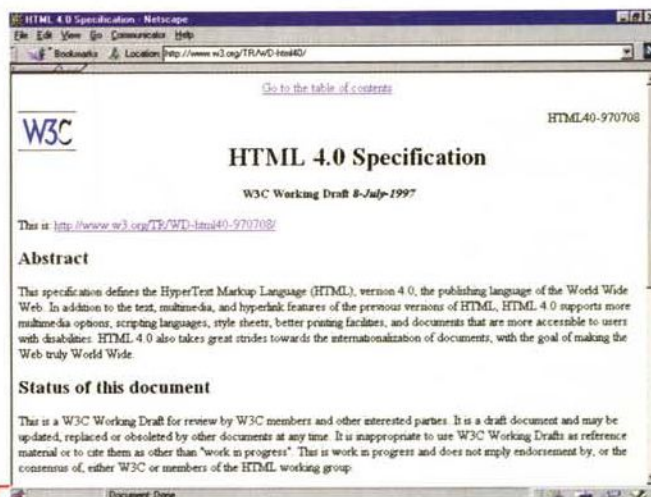 HTML 4.0 Specification - Netscape
File Edit View Go Communicator Help
Bookmarks Location: http://www.w3.org/TR/WD-html40/
Go to the table of contents
W3C
HTML40-970708
HTML 4.0 Specification
W3C Working Draft 8-July-1997
This is: http://www.w3.org/TR/WD-html40-970708/
Abstract
This specification defines the HyperText Markup Language (HTML), version 4.0, the publishing language of the World Wide
Web. In addition to the text, multimedia, and hyperlink features of the previous versions of HTML, HTML 4.0 supports more
multimedia options, scripting languages, style sheets, better printing facilities, and documents that are more accessible to users
with disabilities. HTML 4.0 also takes great strides towards the internationalization of documents, with the goal of making the
Web truly World Wide.
Status of this document
This is a W3C Working Draft for review by W3C members and other interested parties. It is a draft document and may be
updated, replaced or obsoleted by other documents at any time. It is inappropriate to use W3C Working Drafts as reference
material or to cite them as other than "work in progress". This is work in progress and does not imply endorsement by, or the
consensus of, either W3C or members of the HTML working group.
Document: Done